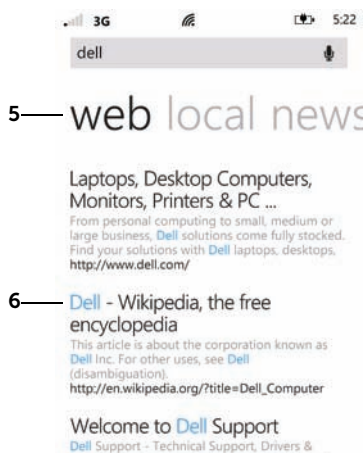 3G 5:22
dell
5 web local news
Laptops, Desktop Computers,
Monitors, Printers & PC ...
From personal computing to small, medium or
large business, Dell solutions come fully stocked.
Find your solutions with Dell laptops, desktops,
http://www.dell.com/
6 Dell - Wikipedia, the free
encyclopedia
This article is about the corporation known as
Dell Inc. For other uses, see Dell
(disambiguation).
http://en.wikipedia.org/?title=Dell_Computer
Welcome to Dell Support
Dell Support - Technical Support, Drivers &